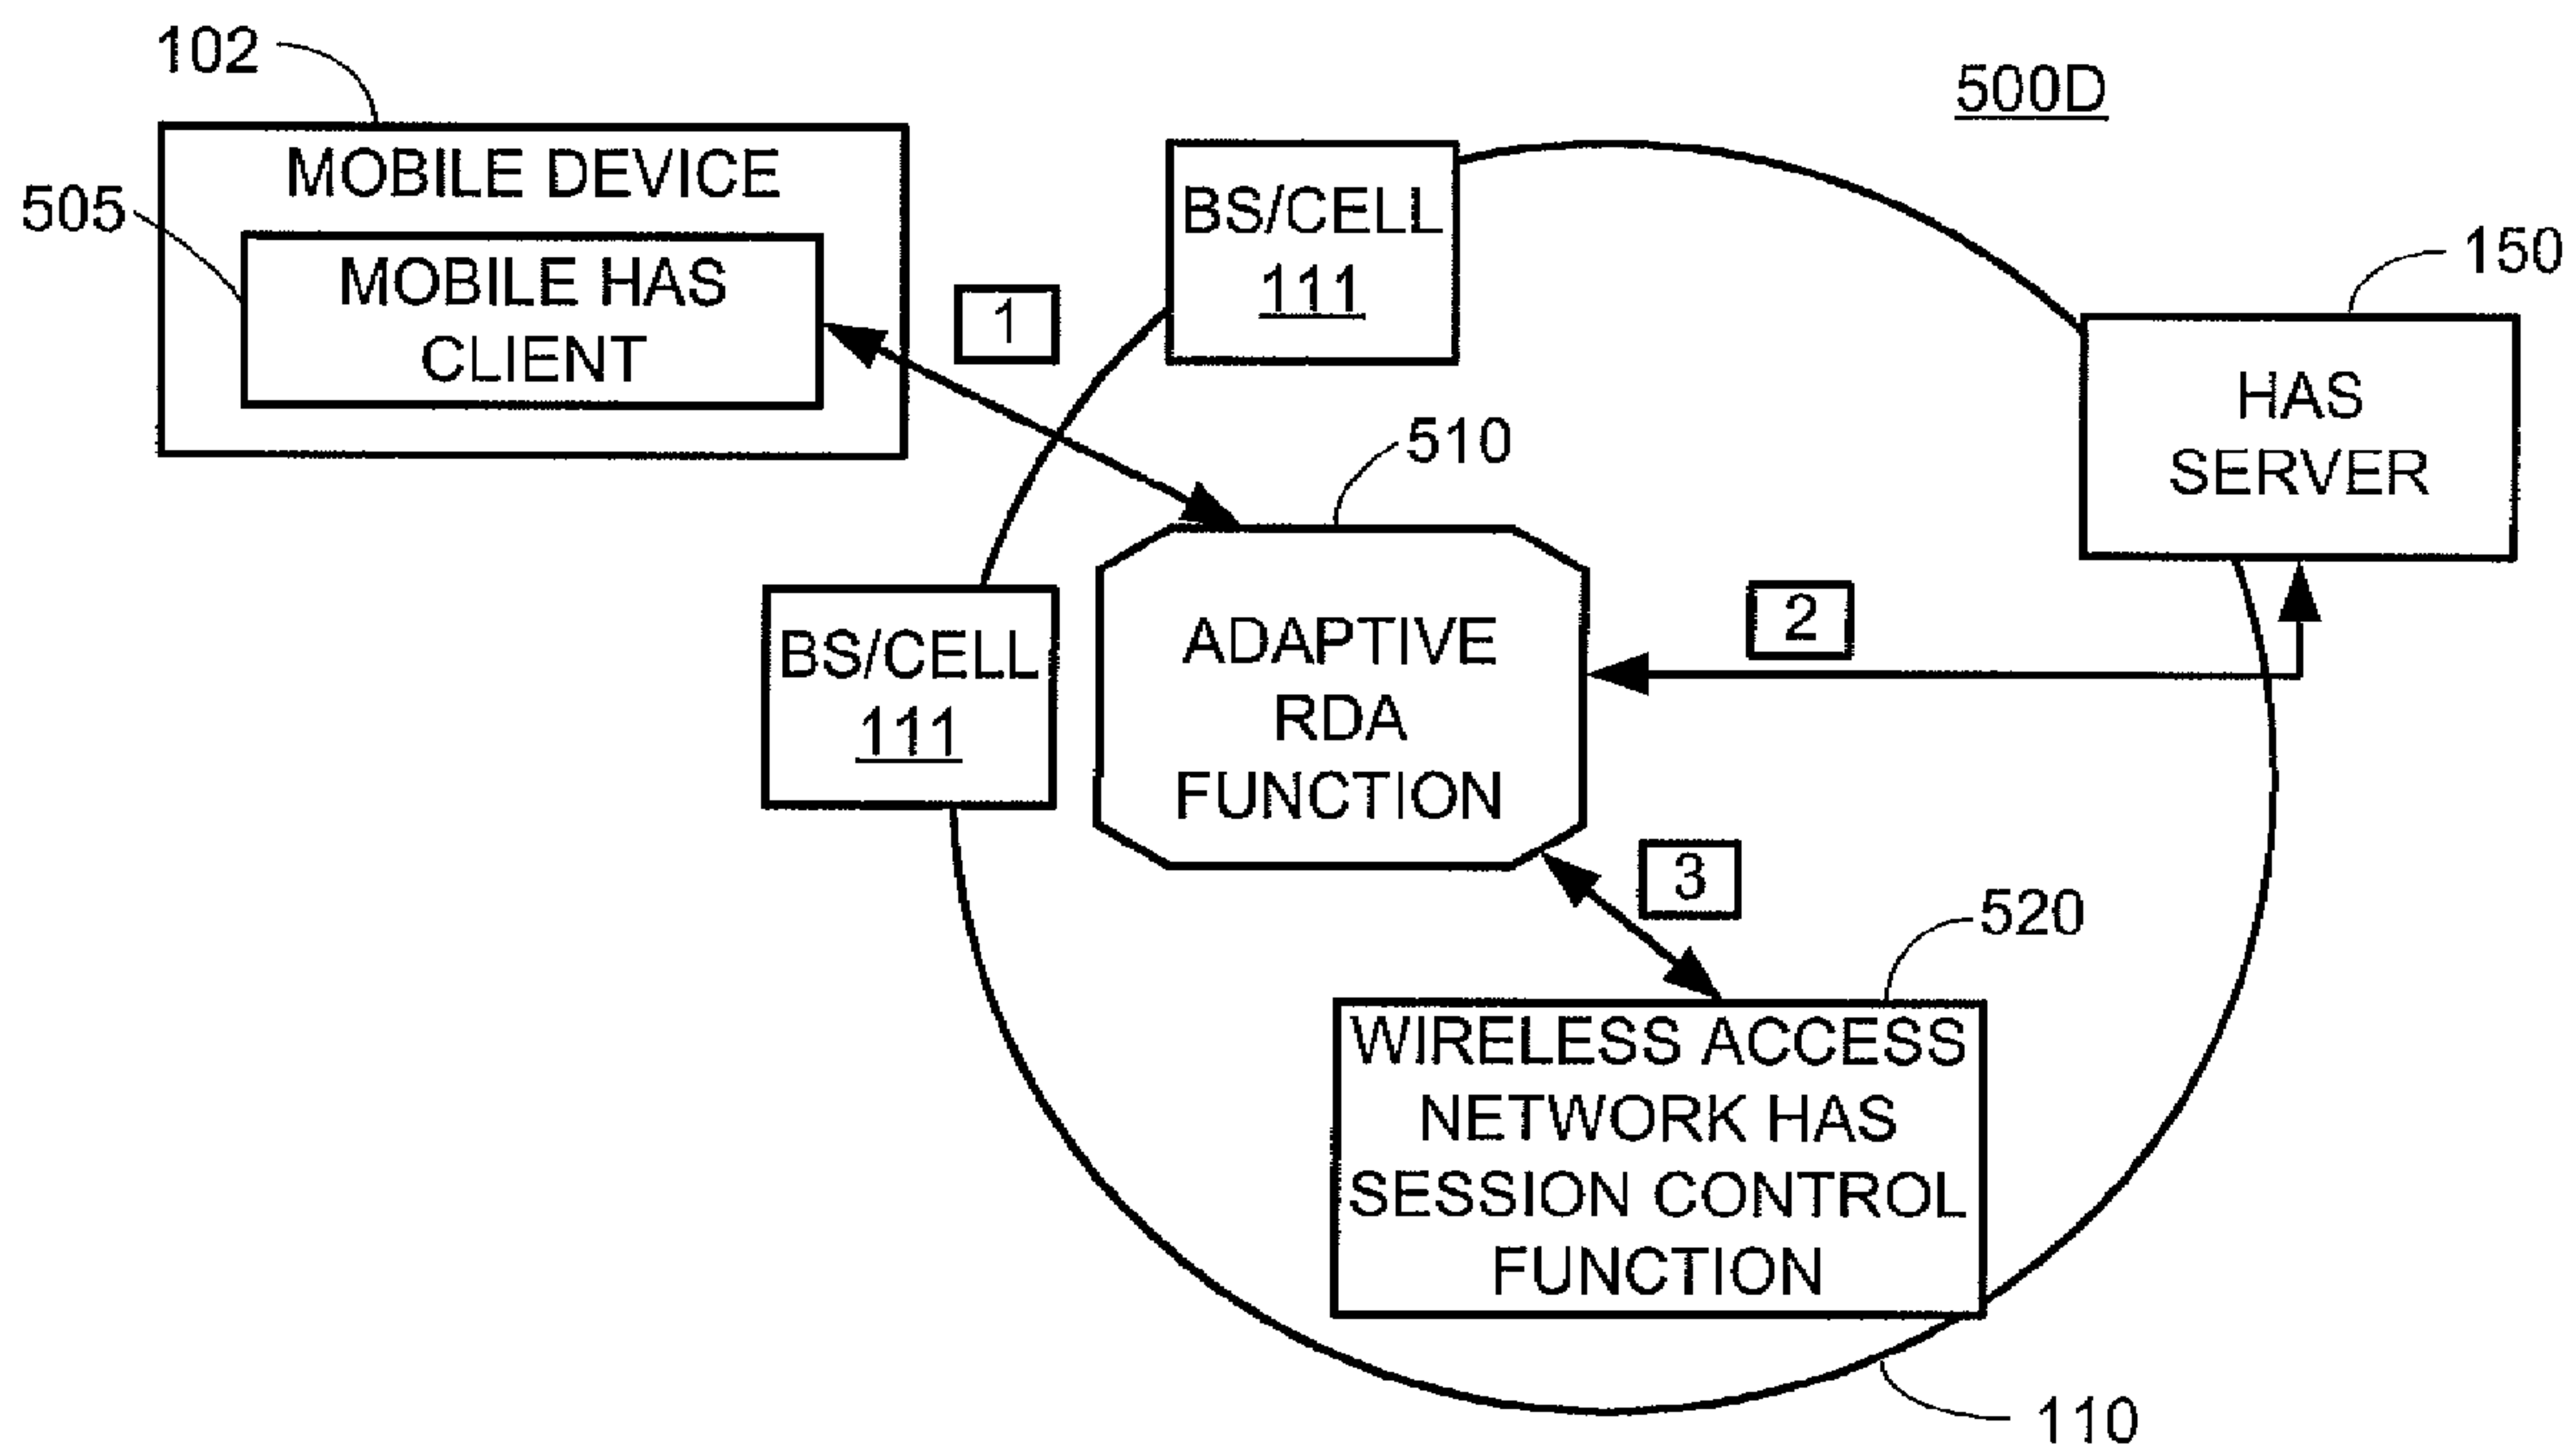 102
500D
MOBILE DEVICE
505
MOBILE HAS
CLIENT
1
BS/CELL
111
150
HAS
SERVER
510
2
BS/CELL
111
ADAPTIVE
RDA
FUNCTION
3
520
WIRELESS ACCESS
NETWORK HAS
SESSION CONTROL
FUNCTION
110